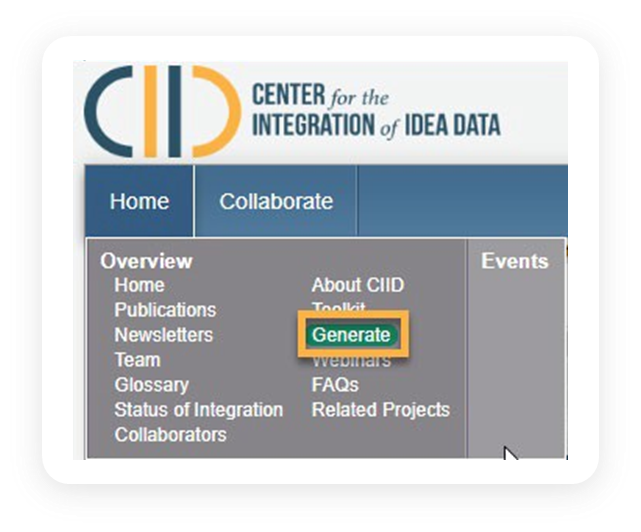 CIID
CENTER for the
INTEGRATION of IDEA DATA
Home
Collaborate
Overview
Home
Publications
Newsletters
Team
Glossary
Status of Integration
Collaborators
About CIID
Toolkit
Generate
Webinars
FAQs
Related Projects
Events